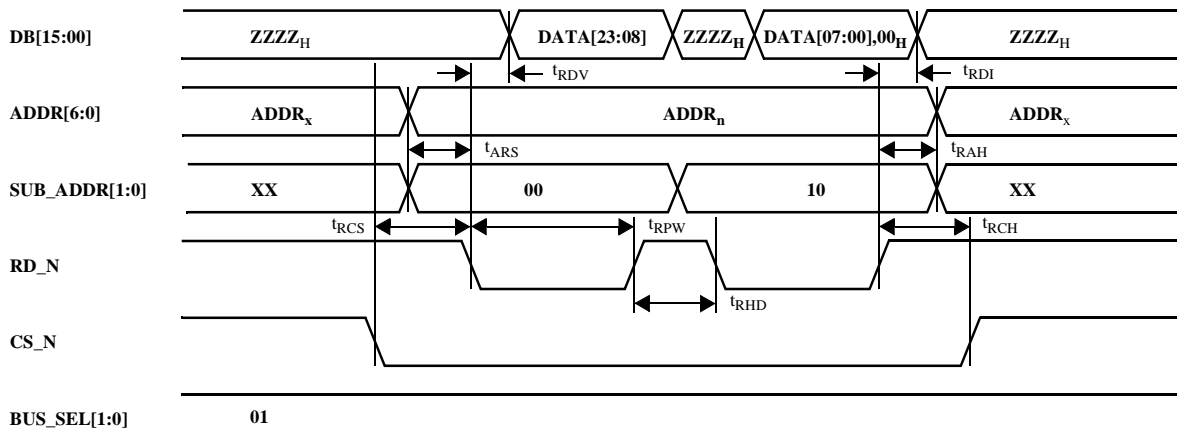 DB[15:00] ZZZZH DATA[23:08] ZZZZH DATA[07:00],00H ZZZZH
tRDV tRDI
ADDR[6:0] ADDRx ADDRn ADDRx
tARS tRAH
SUB_ADDR[1:0] XX 00 10 XX
tRCS tRPW tRCH
RD_N
tRHD
CS_N
BUS_SEL[1:0] 01